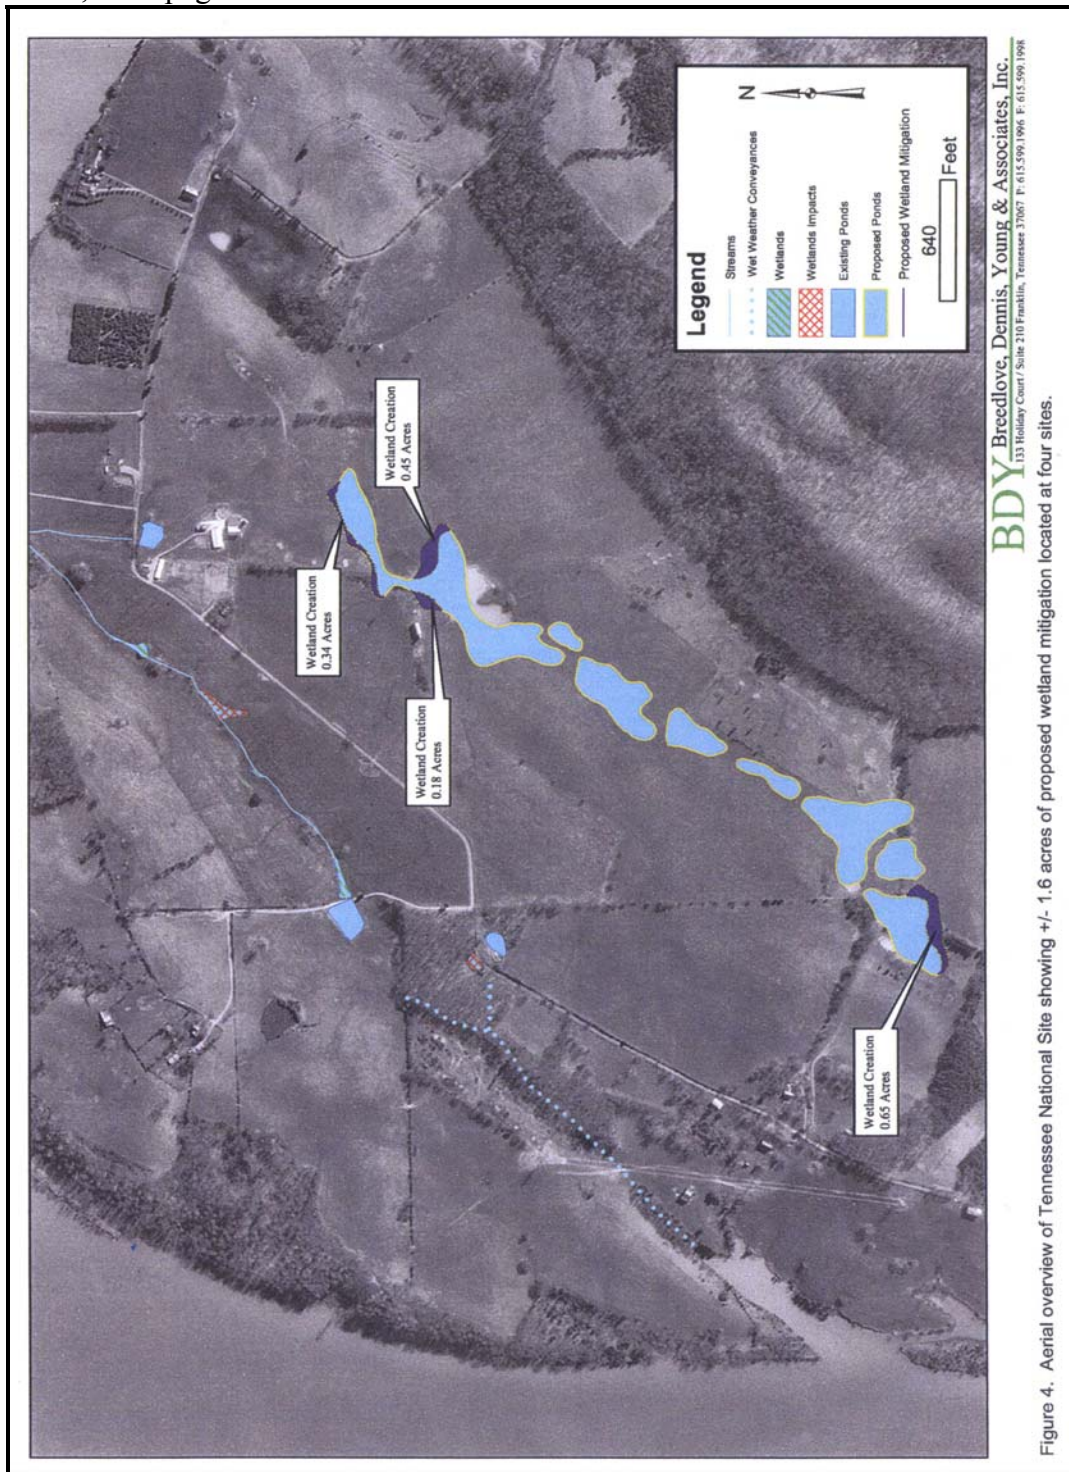 Wetland Creation
0.34 Acres
Wetland Creation
0.45 Acres
Wetland Creation
0.18 Acres
Wetland Creation
0.65 Acres
N
Legend
Streams
Wet Weather Conveyances
Wetlands
Wetlands Impacts
Existing Ponds
Proposed Ponds
Proposed Wetland Mitigation
640
Feet
BDY Breedlove, Dennis, Young & Associates, Inc.
133 Holiday Court / Suite 210 Franklin, Tennessee 37067 P: 615.599.1996 F: 615.599.1998
Figure 4. Aerial overview of Tennessee National Site showing +/- 1.6 acres of proposed wetland mitigation located at four sites.